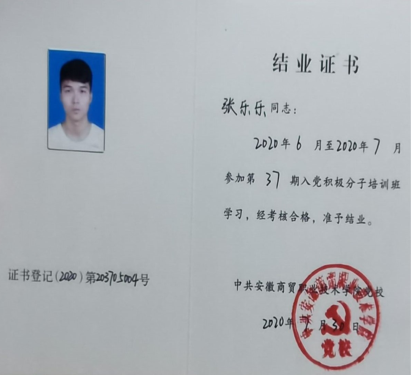 结业证书
张乐乐同志：
2020年6月至2020年7月
参加第37期入党积极分子培训班
学习，经考核合格，准予结业。
证书登记(2020)第203705004号
中共安徽商贸职业技术学院党校
2020年 月30日
党校